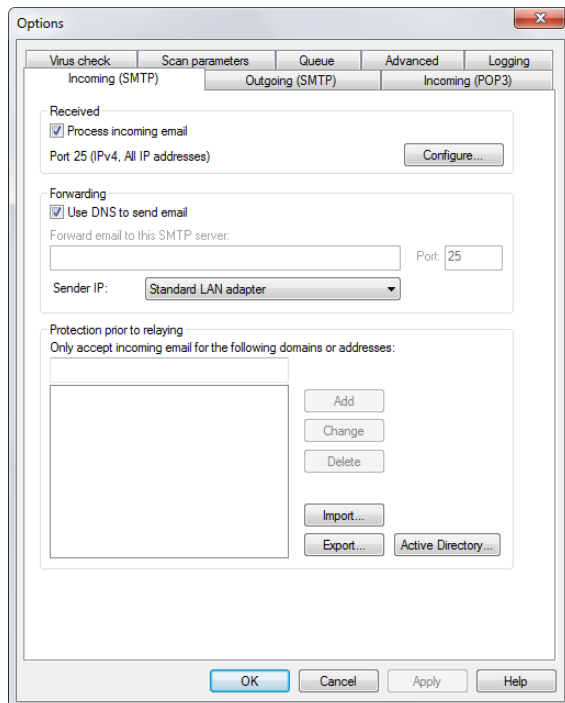 Options
Virus check Scan parameters Queue Advanced Logging
Incoming (SMTP) Outgoing (SMTP) Incoming (POP3)
Received
Process incoming email
Port 25 (IPv4, All IP addresses) Configure...
Forwarding
Use DNS to send email
Forward email to this SMTP server:
Port: 25
Sender IP: Standard LAN adapter
Protection prior to relaying
Only accept incoming email for the following domains or addresses:
Add
Change
Delete
Import...
Export... Active Directory...
OK Cancel Apply Help